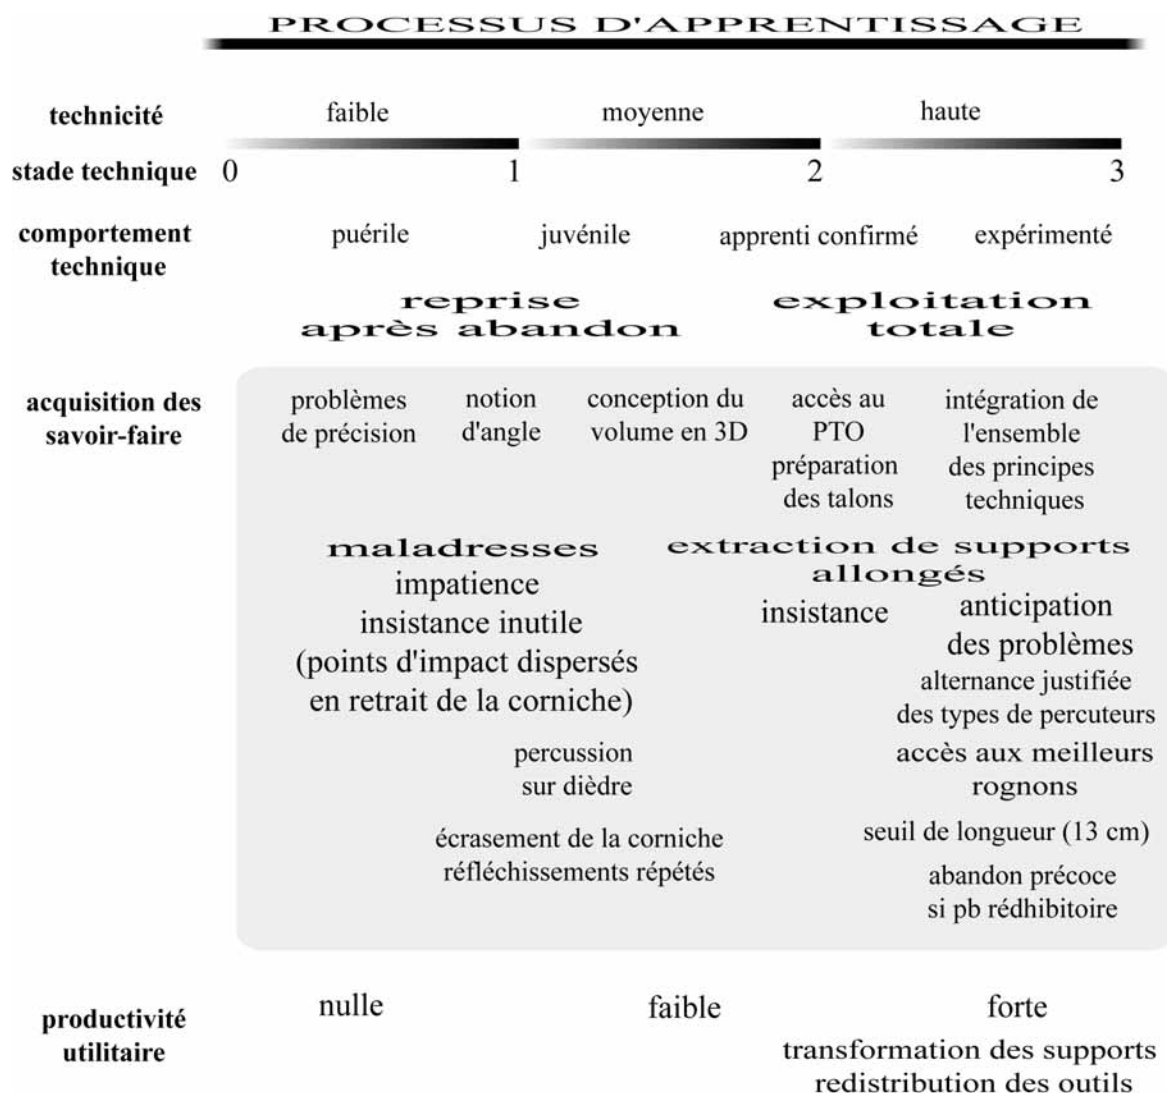 PROCESSUS D'APPRENTISSAGE
technicité faible moyenne haute
stade technique 0 1 2 3
comportement
technique
puérile juvénile apprenti confirmé expérimenté
reprise
après abandon
exploitation
totale
acquisition des
savoir-faire
problèmes
de précision
notion
d'angle
conception du
volume en 3D
accès au
PTO
préparation
des talons
intégration de
l'ensemble
des principes
techniques
maladresses
impatience
insistance inutile
(points d'impact dispersés
en retrait de la corniche)
extraction de supports
allongés
insistance
anticipation
des problèmes
alternance justifiée
des types de percuteurs
percussion
sur dièdre
accès aux meilleurs
rognons
écrasement de la corniche
réfléchissements répétés
seuil de longueur (13 cm)
abandon précoce
si pb rédhibitoire
productivité
utilitaire
nulle faible forte
transformation des supports
redistribution des outils